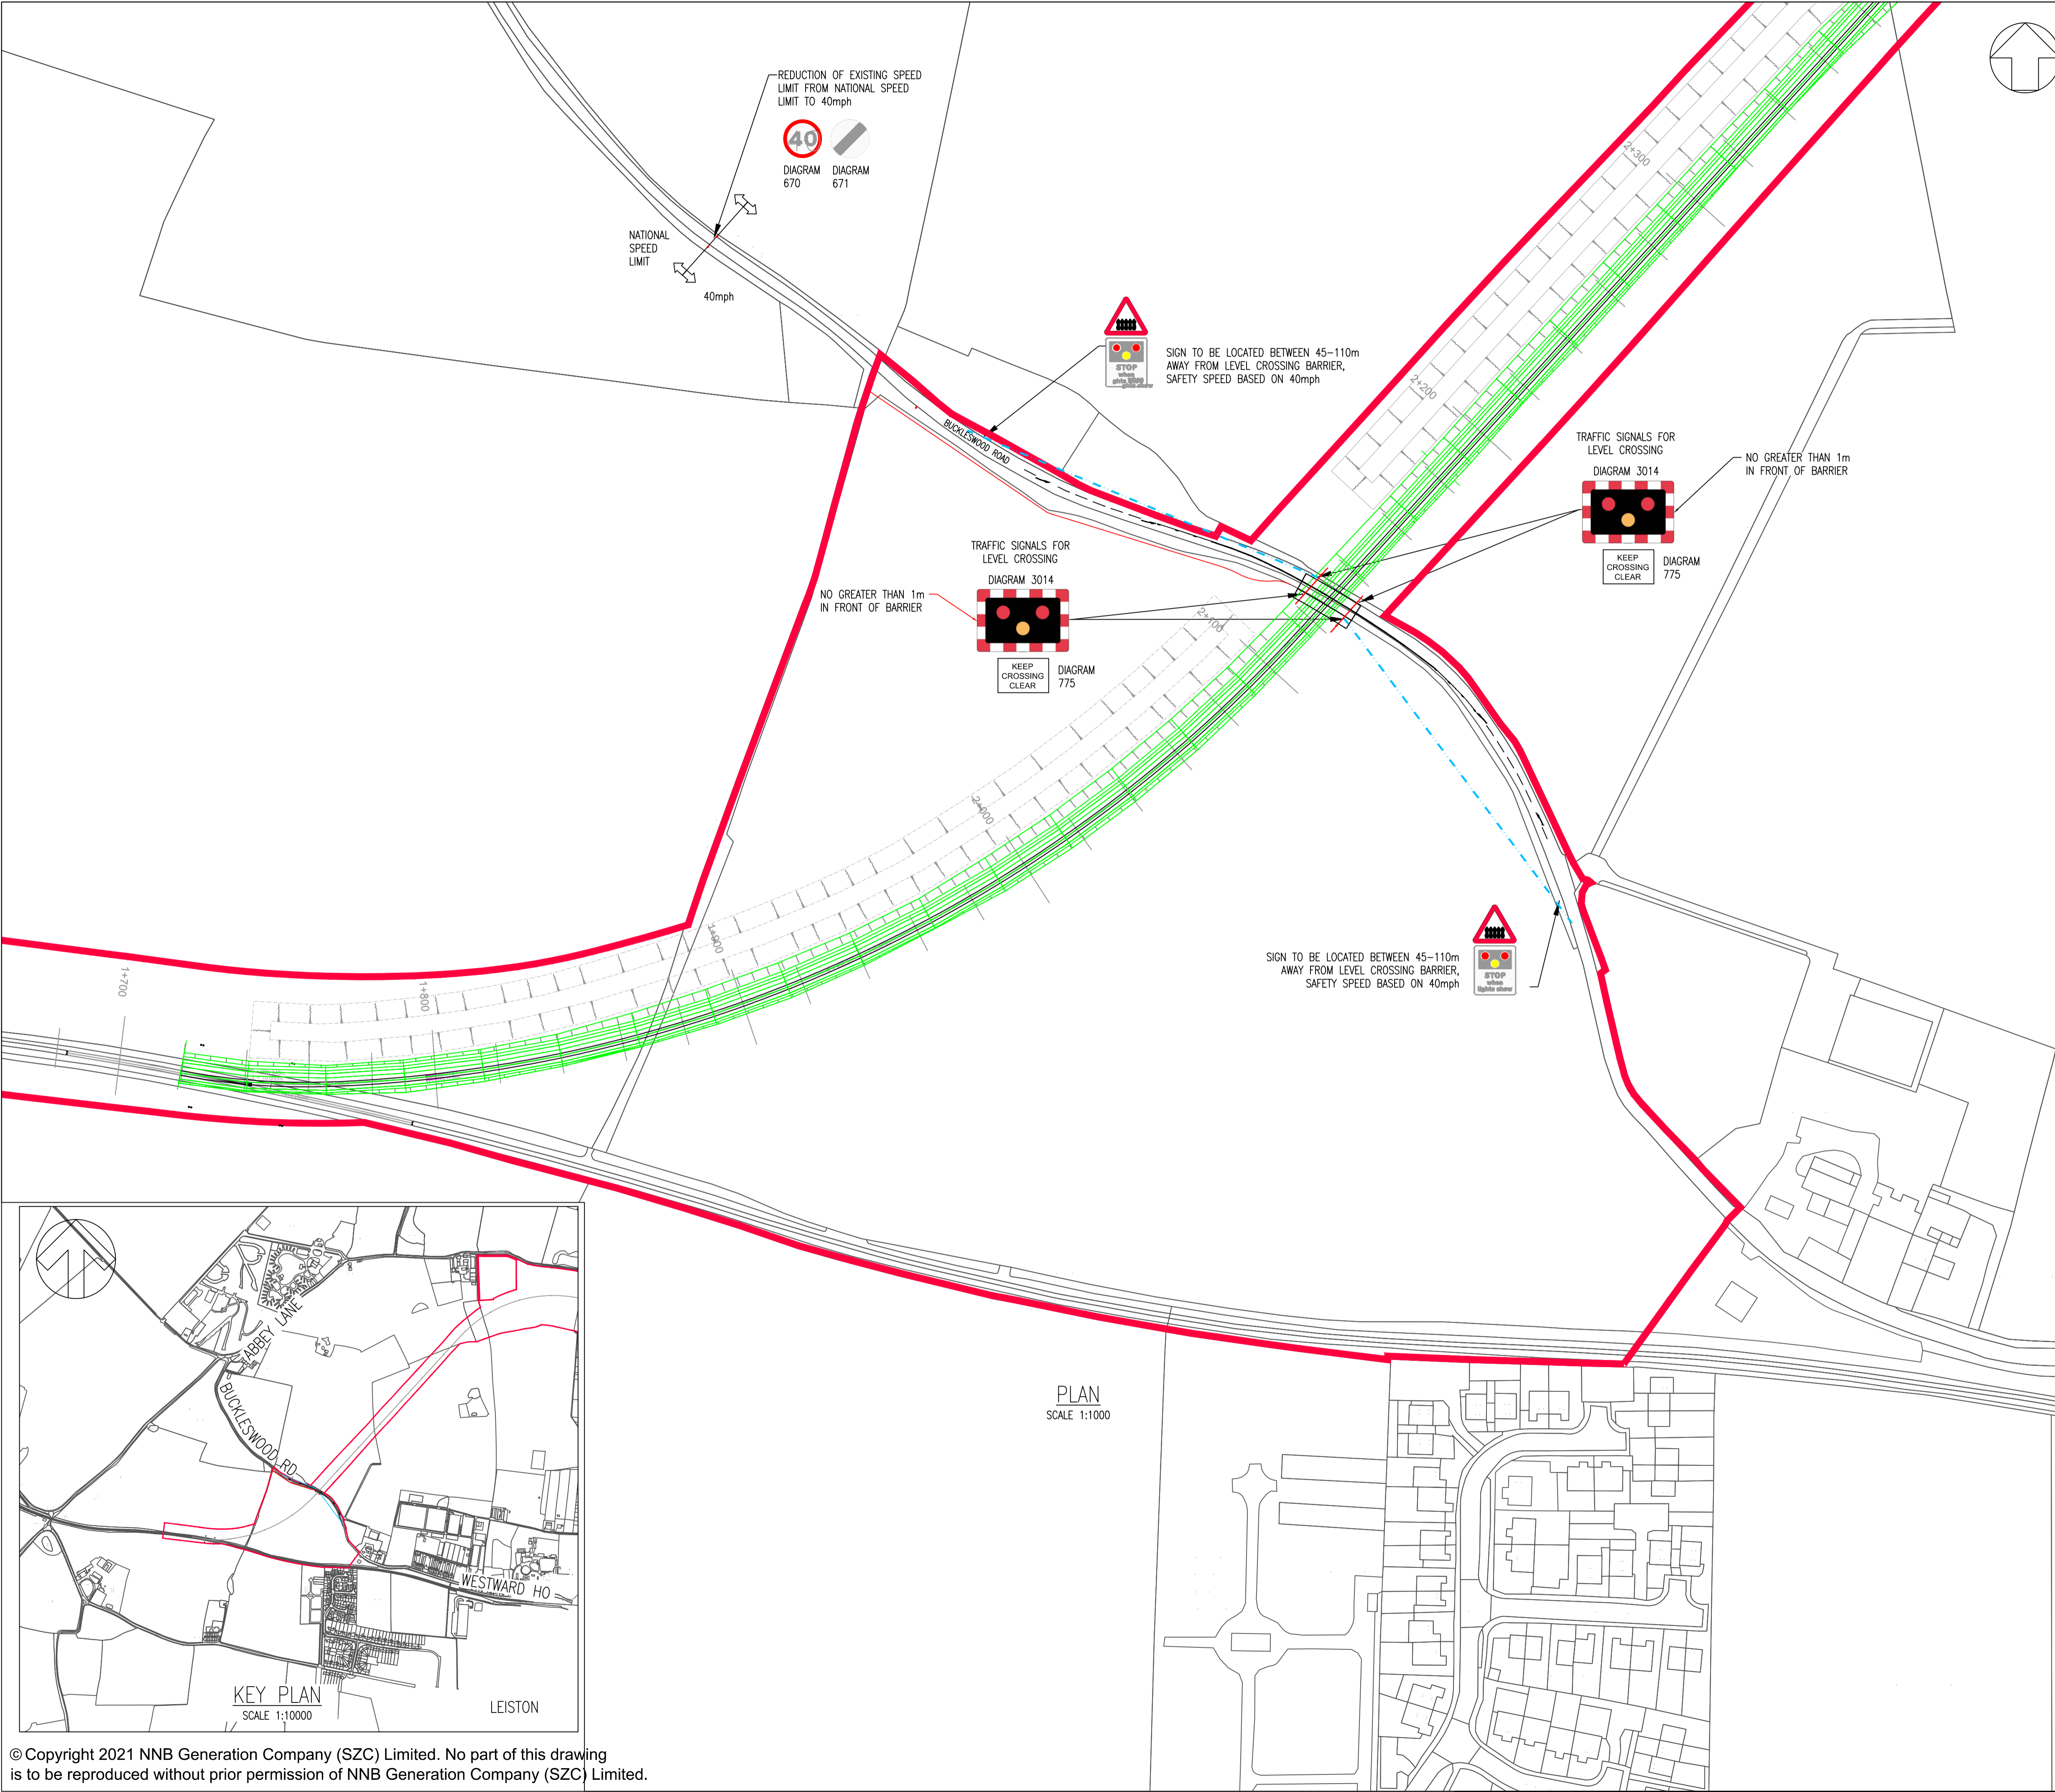 REDUCTION OF EXISTING SPEED
LIMIT FROM NATIONAL SPEED
LIMIT TO 40mph
40
DIAGRAM
670
DIAGRAM
671
NATIONAL
SPEED
LIMIT
40mph
STOP
when
SIGN TO BE LOCATED BETWEEN 45-110m
AWAY FROM LEVEL CROSSING BARRIER,
SAFETY SPEED BASED ON 40mph
BUCKLESWOOD ROAD
2+300
2+200
TRAFFIC SIGNALS FOR
LEVEL CROSSING
DIAGRAM 3014
NO GREATER THAN 1m
IN FRONT OF BARRIER
KEEP
CROSSING
CLEAR
DIAGRAM
775
TRAFFIC SIGNALS FOR
LEVEL CROSSING
DIAGRAM 3014
NO GREATER THAN 1m
IN FRONT OF BARRIER
KEEP
CROSSING
CLEAR
DIAGRAM
775
2+100
2+000
1+900
1+800
1+700
SIGN TO BE LOCATED BETWEEN 45-110m
AWAY FROM LEVEL CROSSING BARRIER,
SAFETY SPEED BASED ON 40mph
STOP
when
lights show
PLAN
SCALE 1:1000
ABBEY LANE
BUCKLESWOOD RD
WESTWARD HO
KEY PLAN
SCALE 1:10000
LEISTON
© Copyright 2021 NNB Generation Company (SZC) Limited. No part of this drawing
is to be reproduced without prior permission of NNB Generation Company (SZC) Limited.